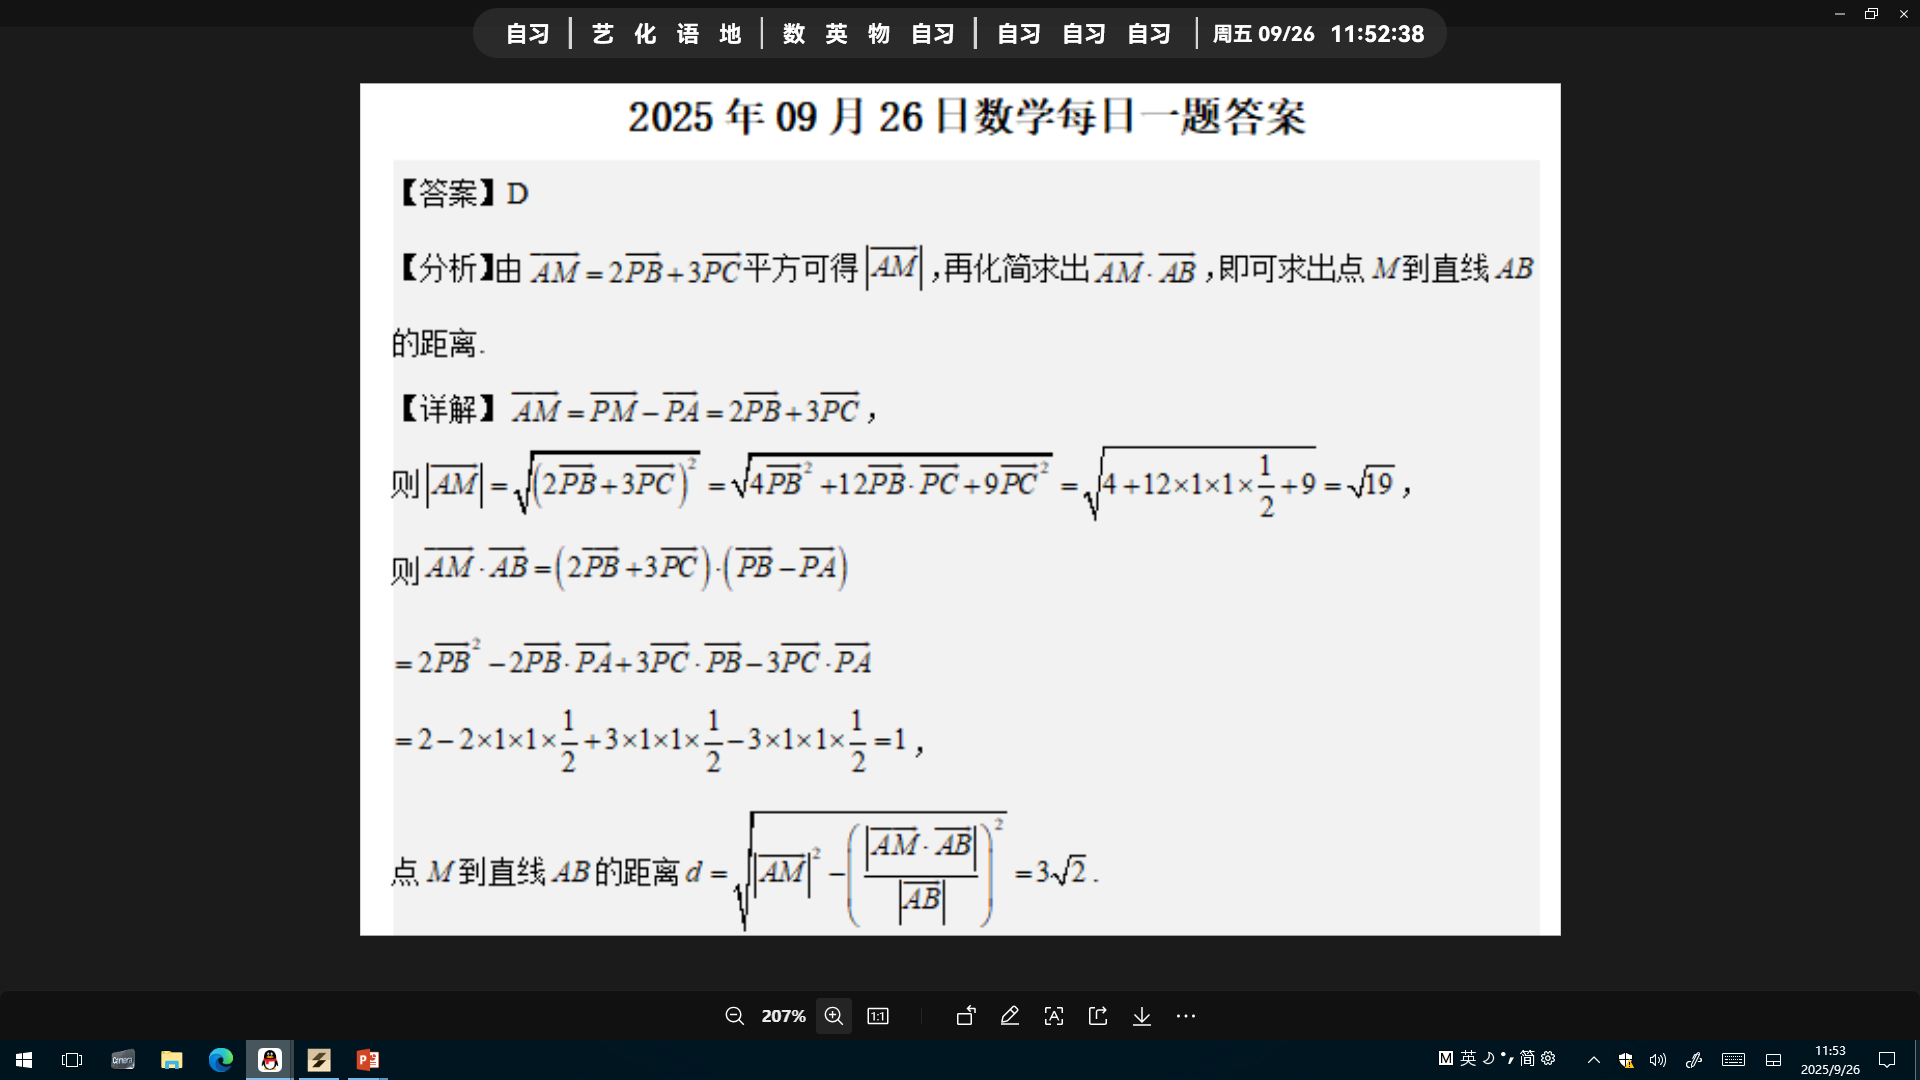 自习 | 艺 化 语 地 | 数 英 物 自习 | 自习 自习 自习 | 周五 09/26 11:52:38
2025 年 09 月 26 日数学每日一题答案
【答案】D
【分析】由 $\overrightarrow{AM}=2\overrightarrow{PB}+3\overrightarrow{PC}$ 平方可得 $|\overrightarrow{AM}|$ ,再化简求出 $\overrightarrow{AM}\cdot\overrightarrow{AB}$ ,即可求出点 M 到直线 AB
的距离.
【详解】 $\overrightarrow{AM}=\overrightarrow{PM}-\overrightarrow{PA}=2\overrightarrow{PB}+3\overrightarrow{PC}$ ，
则 $|\overrightarrow{AM}|=\sqrt{(2\overrightarrow{PB}+3\overrightarrow{PC})^2}=\sqrt{4\overrightarrow{PB}^2+12\overrightarrow{PB}\cdot\overrightarrow{PC}+9\overrightarrow{PC}^2}=\sqrt{4+12\times1\times1\times\frac{1}{2}+9}=\sqrt{19}$ ，
则 $\overrightarrow{AM}\cdot\overrightarrow{AB}=(2\overrightarrow{PB}+3\overrightarrow{PC})\cdot(\overrightarrow{PB}-\overrightarrow{PA})$
$=2\overrightarrow{PB}^2-2\overrightarrow{PB}\cdot\overrightarrow{PA}+3\overrightarrow{PC}\cdot\overrightarrow{PB}-3\overrightarrow{PC}\cdot\overrightarrow{PA}$
$=2-2\times1\times1\times\frac{1}{2}+3\times1\times1\times\frac{1}{2}-3\times1\times1\times\frac{1}{2}=1$ ，
点 M 到直线 AB 的距离 $d=\sqrt{|\overrightarrow{AM}|^2-\left(\frac{|\overrightarrow{AM}\cdot\overrightarrow{AB}|}{|\overrightarrow{AB}|}\right)^2}=3\sqrt{2}$ .
207% 1:1
M 英 简
11:53
2025/9/26